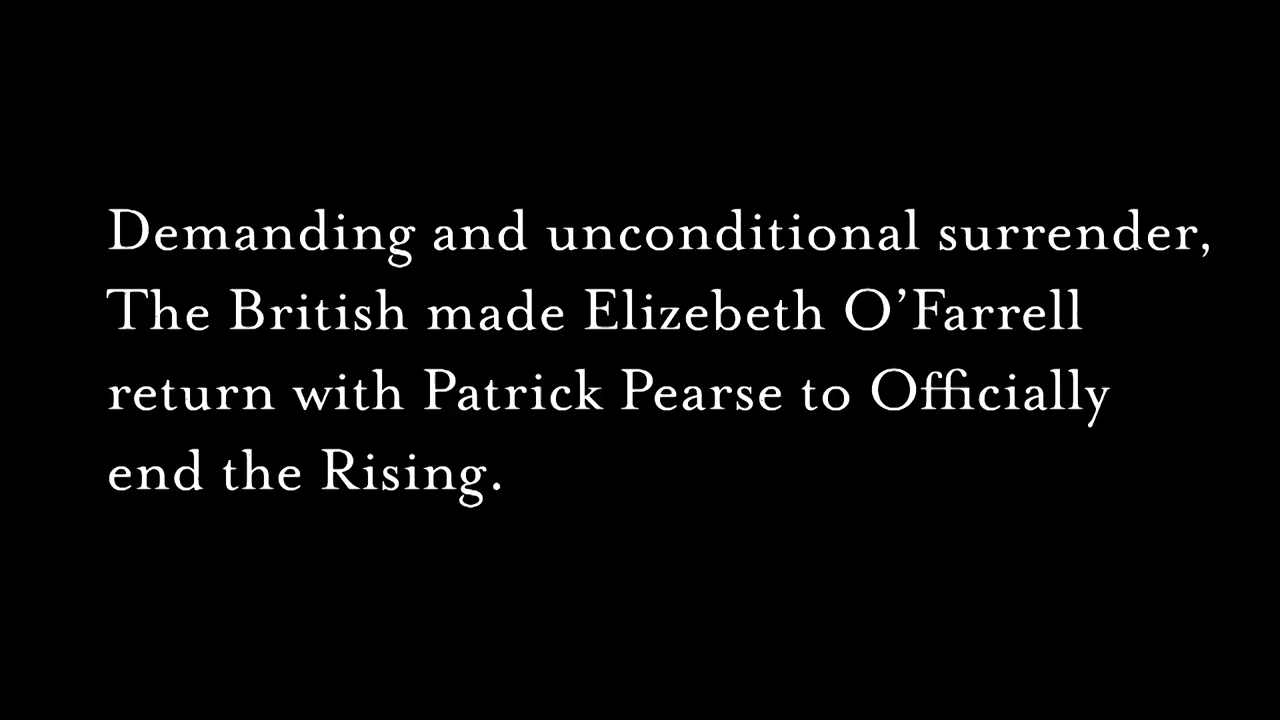 Demanding and unconditional surrender,
The British made Elizebeth O’Farrell
return with Patrick Pearse to Officially
end the Rising.